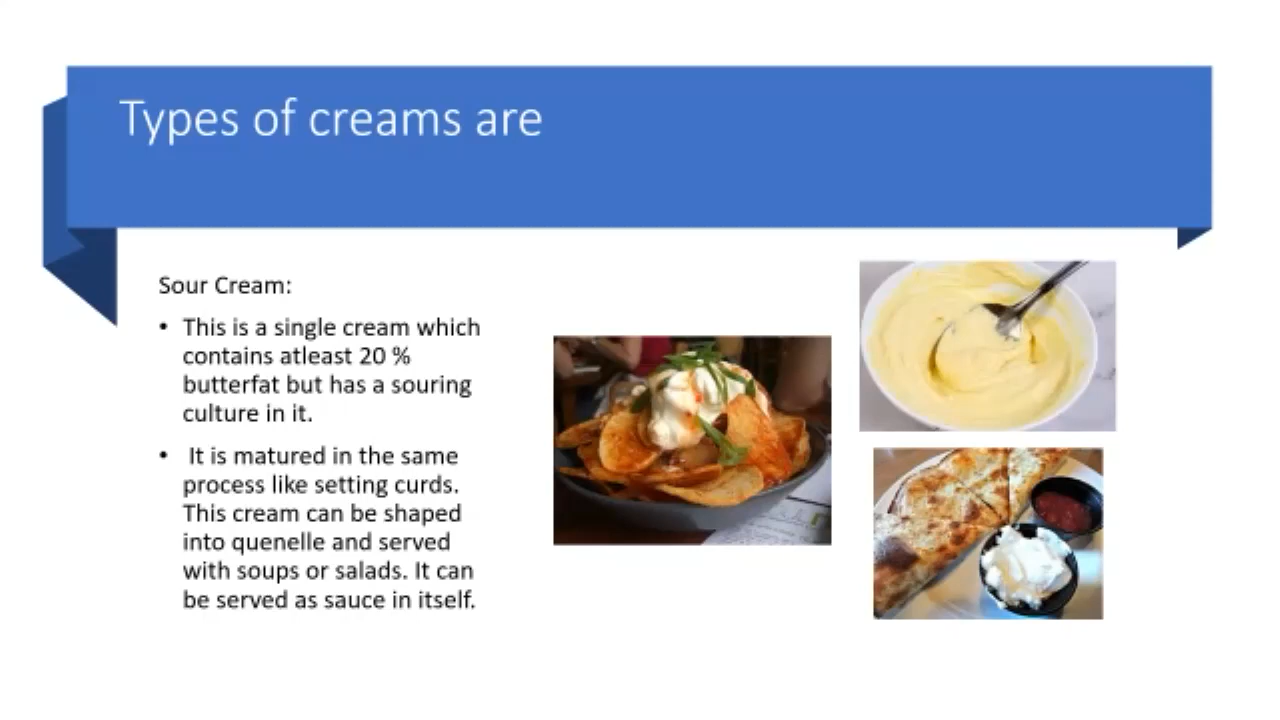 Types of creams are
Sour Cream:
• This is a single cream which
contains atleast 20 %
butterfat but has a souring
culture in it.
• It is matured in the same
process like setting curds.
This cream can be shaped
into quenelle and served
with soups or salads. It can
be served as sauce in itself.